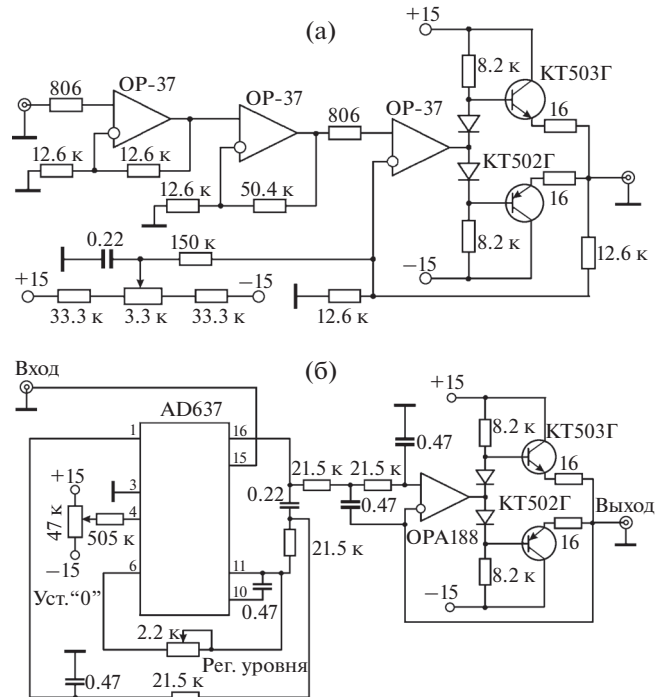 (а)
+15
8.2 к
КТ503Г
16
806
OP-37
OP-37
806
OP-37
КТ502Г
12.6 к
12.6 к
12.6 к
50.4 к
16
8.2 к
0.22
150 к
−15
12.6 к
+15
−15
33.3 к
3.3 к
33.3 к
12.6 к
(б)
Вход
AD637
+15
1
16
15
0.47
8.2 к
КТ503Г
16
21.5 к
21.5 к
+15
3
0.22
0.47
КТ502Г
Выход
47 к
4
505 к
OPA188
16
−15
21.5 к
6
11
8.2 к
Уст.“0”
10
0.47
−15
2.2 к
Рег. уровня
0.47
21.5 к